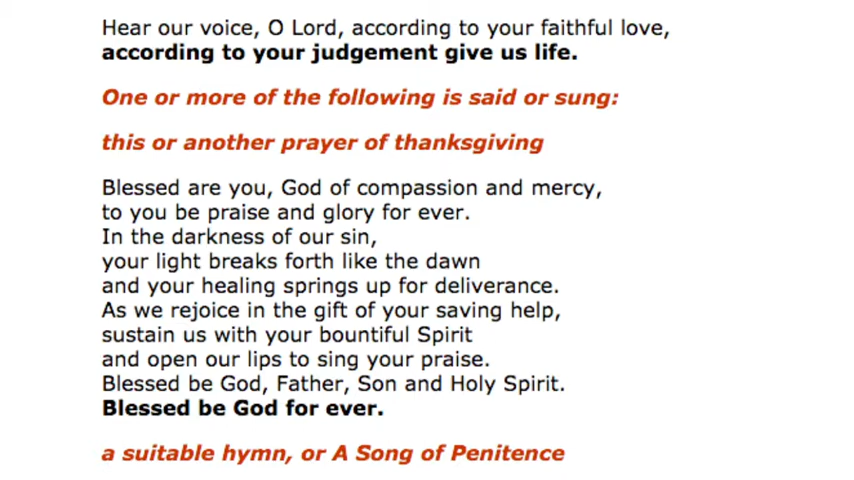 Hear our voice, O Lord, according to your faithful love,
according to your judgement give us life.
One or more of the following is said or sung:
this or another prayer of thanksgiving
Blessed are you, God of compassion and mercy,
to you be praise and glory for ever.
In the darkness of our sin,
your light breaks forth like the dawn
and your healing springs up for deliverance.
As we rejoice in the gift of your saving help,
sustain us with your bountiful Spirit
and open our lips to sing your praise.
Blessed be God, Father, Son and Holy Spirit.
Blessed be God for ever.
a suitable hymn, or A Song of Penitence